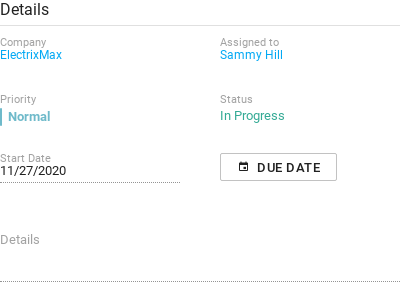 Details
Company
ElectrixMax
Assigned to
Sammy Hill
Priority
Normal
Status
In Progress
Start Date
11/27/2020
DUE DATE
Details